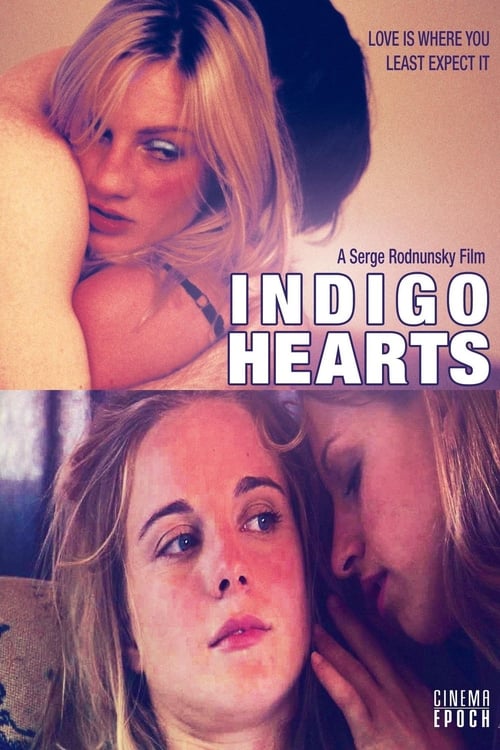 LOVE IS WHERE YOU
LEAST EXPECT IT
A Serge Rodnunsky Film
INDIGO
HEARTS
CINEMA
EPOCH